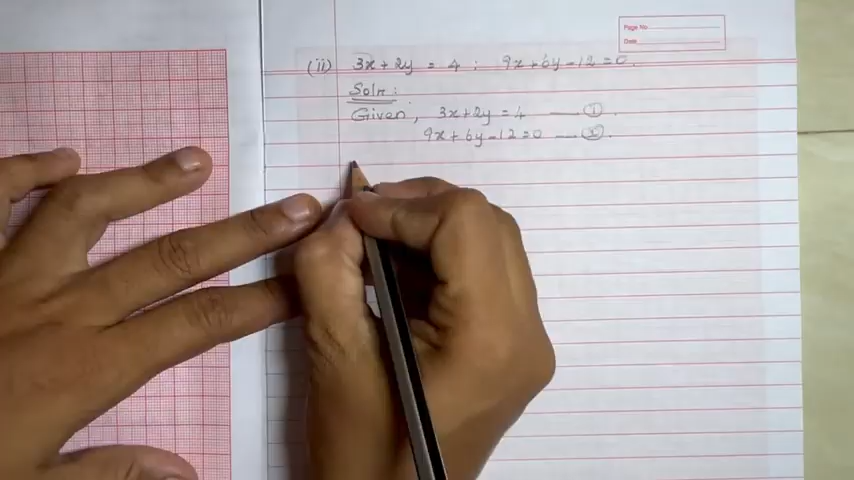 Page No
Date
(ii) 3x+2y = 4 ; 9x+6y-12=0.
Soln:
Given, 3x+2y=4 —— ①
9x+6y-12=0 —— ②.